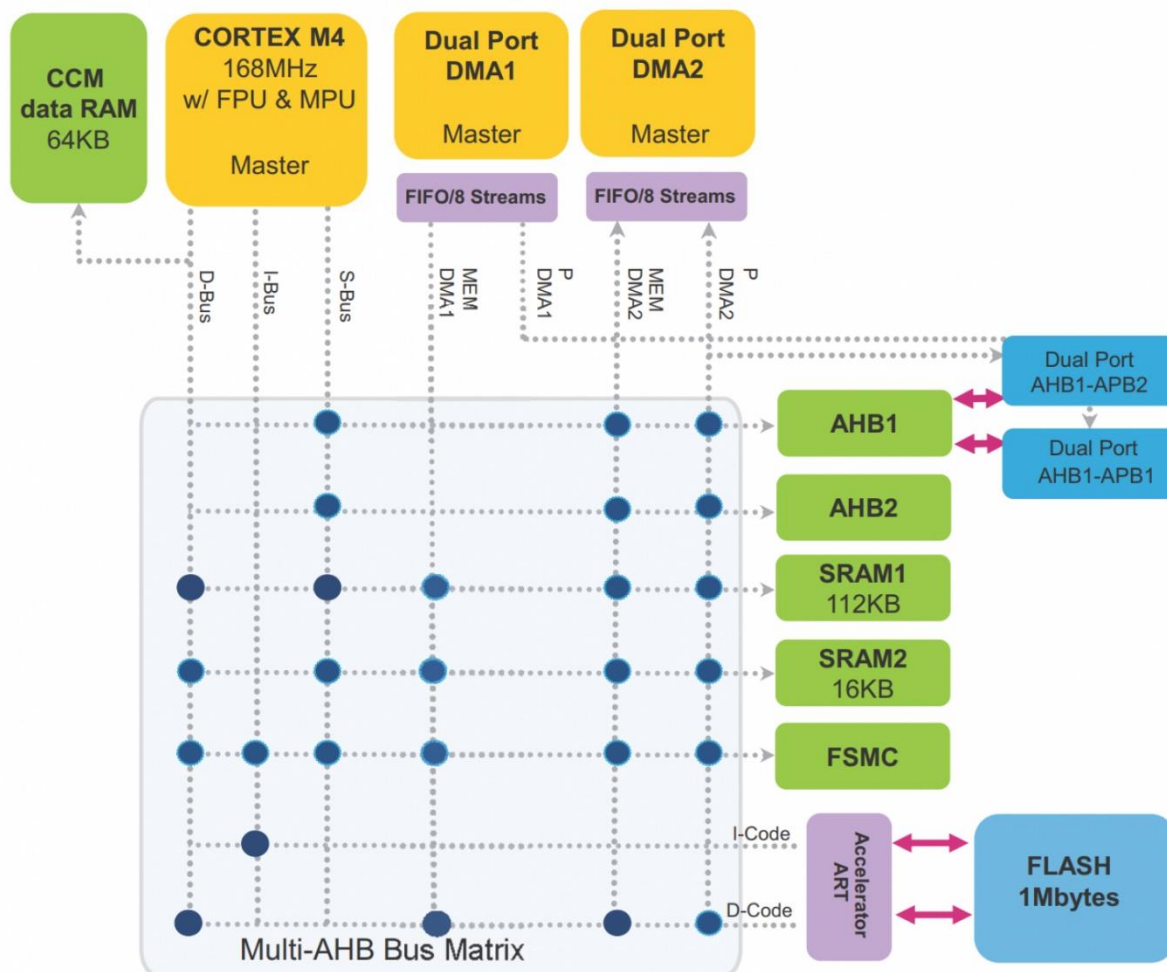 CCM
data RAM
64KB
CORTEX M4
168MHz
w/ FPU & MPU
Master
Dual Port
DMA1
Master
Dual Port
DMA2
Master
FIFO/8 Streams
FIFO/8 Streams
D-Bus
I-Bus
S-Bus
MEM
DMA1
P
DMA1
MEM
DMA2
P
DMA2
Dual Port
AHB1-APB2
Dual Port
AHB1-APB1
AHB1
AHB2
SRAM1
112KB
SRAM2
16KB
FSMC
I-Code
D-Code
Accelerator
ART
FLASH
1Mbytes
Multi-AHB Bus Matrix